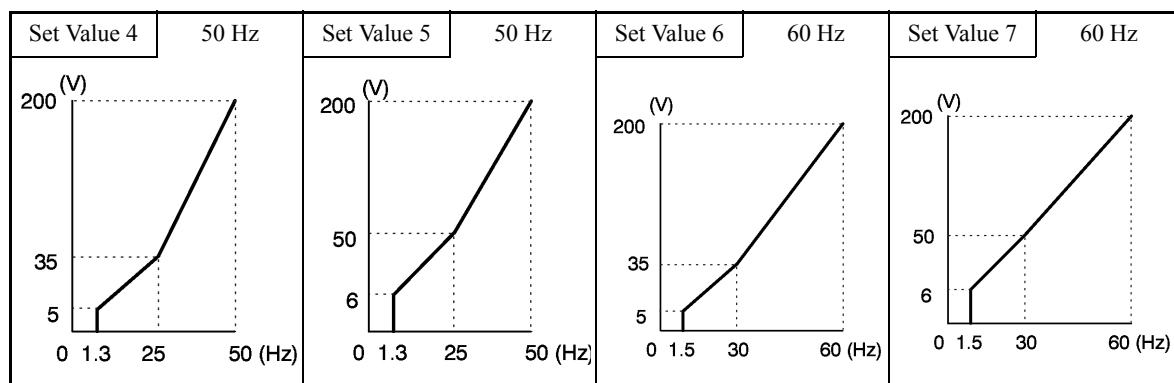 Set Value 4 50 Hz
(V)
200
35
5
0 1.3 25 50 (Hz)
Set Value 5 50 Hz
(V)
200
50
6
0 1.3 25 50 (Hz)
Set Value 6 60 Hz
(V)
200
35
5
0 1.5 30 60 (Hz)
Set Value 7 60 Hz
(V)
200
50
6
0 1.5 30 60 (Hz)